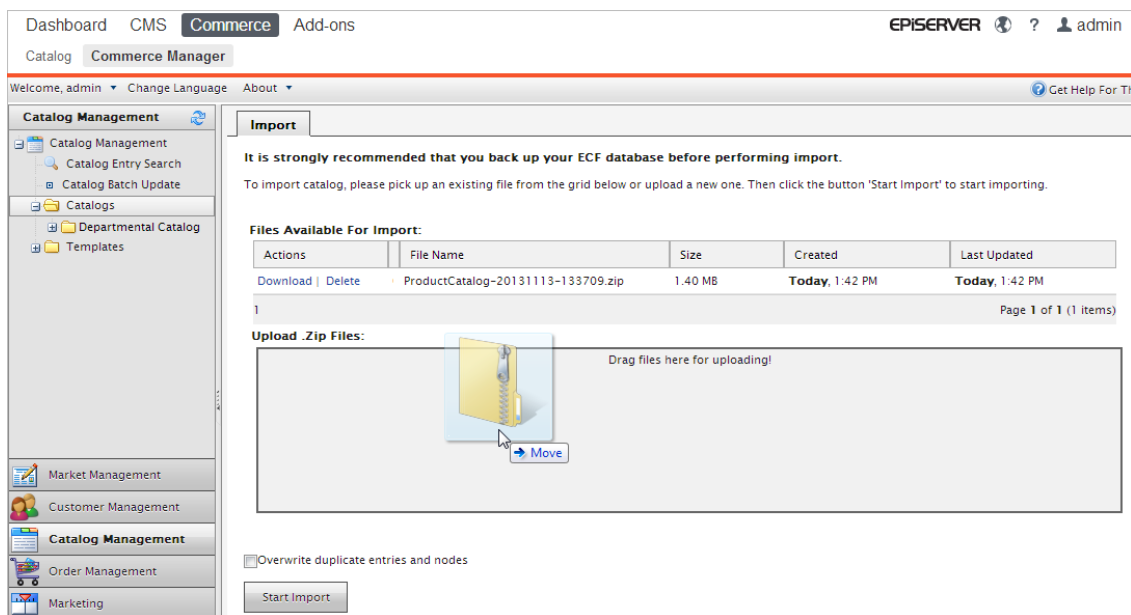 Dashboard CMS Commerce Add-ons EPiSERVER ? admin
Catalog Commerce Manager
Welcome, admin Change Language About Get Help For Th
Catalog Management
Catalog Management
Catalog Entry Search
Catalog Batch Update
Catalogs
Departmental Catalog
Templates
Import
It is strongly recommended that you back up your ECF database before performing import.
To import catalog, please pick up an existing file from the grid below or upload a new one. Then click the button 'Start Import' to start importing.
Files Available For Import:
Actions File Name Size Created Last Updated
Download | Delete ProductCatalog-20131113-133709.zip 1.40 MB Today, 1:42 PM Today, 1:42 PM
1 Page 1 of 1 (1 items)
Upload .Zip Files:
Drag files here for uploading!
Move
Overwrite duplicate entries and nodes
Start Import
Market Management
Customer Management
Catalog Management
Order Management
Marketing